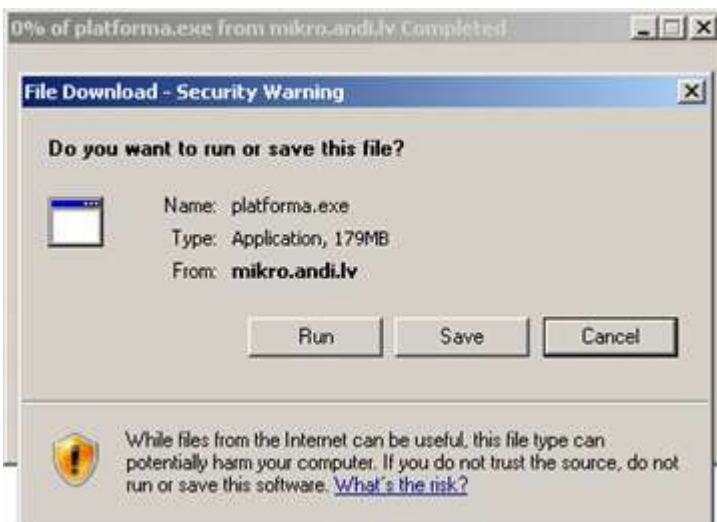 0% of platforma.exe from mikro.andi.lv Completed
File Download - Security Warning
Do you want to run or save this file?
Name: platforma.exe
Type: Application, 179MB
From: mikro.andi.lv
Run Save Cancel
While files from the Internet can be useful, this file type can
potentially harm your computer. If you do not trust the source, do not
run or save this software. What's the risk?